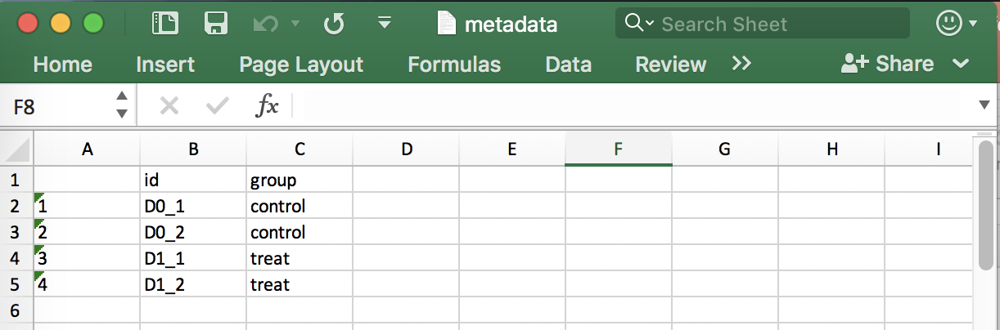 metadata
Search Sheet
Home Insert Page Layout Formulas Data Review >> Share
F8 fx
A B C D E F G H I
1 id group
2 1 D0_1 control
3 2 D0_2 control
4 3 D1_1 treat
5 4 D1_2 treat
6